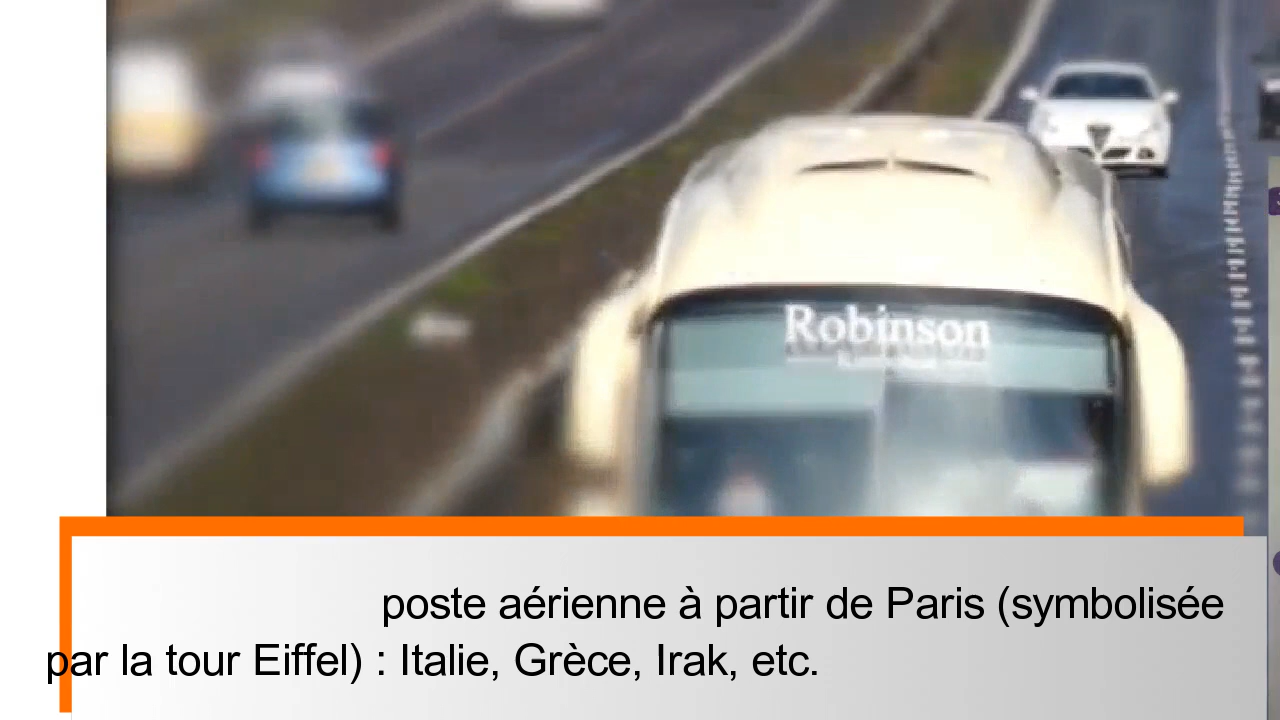 Robinson
poste aérienne à partir de Paris (symbolisée
par la tour Eiffel) : Italie, Grèce, Irak, etc.